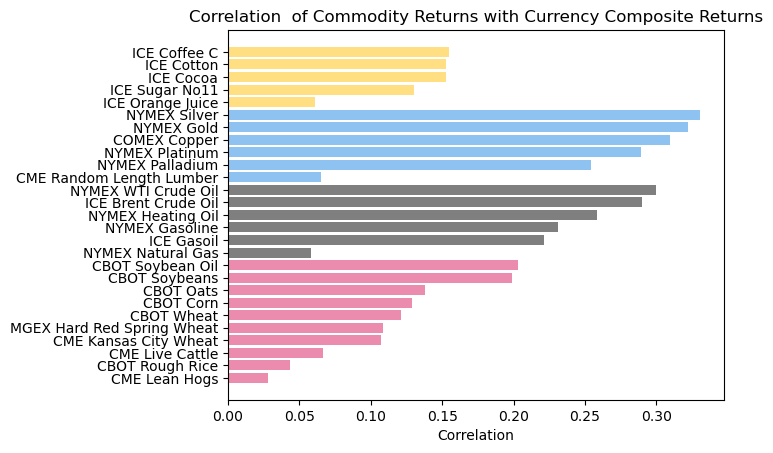 Correlation  of Commodity Returns with Currency Composite Returns
ICE Coffee C
ICE Cotton
ICE Cocoa
ICE Sugar No11
ICE Orange Juice
NYMEX Silver
NYMEX Gold
COMEX Copper
NYMEX Platinum
NYMEX Palladium
CME Random Length Lumber
NYMEX WTI Crude Oil
ICE Brent Crude Oil
NYMEX Heating Oil
NYMEX Gasoline
ICE Gasoil
NYMEX Natural Gas
CBOT Soybean Oil
CBOT Soybeans
CBOT Oats
CBOT Corn
CBOT Wheat
MGEX Hard Red Spring Wheat
CME Kansas City Wheat
CME Live Cattle
CBOT Rough Rice
CME Lean Hogs
0.00 0.05 0.10 0.15 0.20 0.25 0.30
Correlation